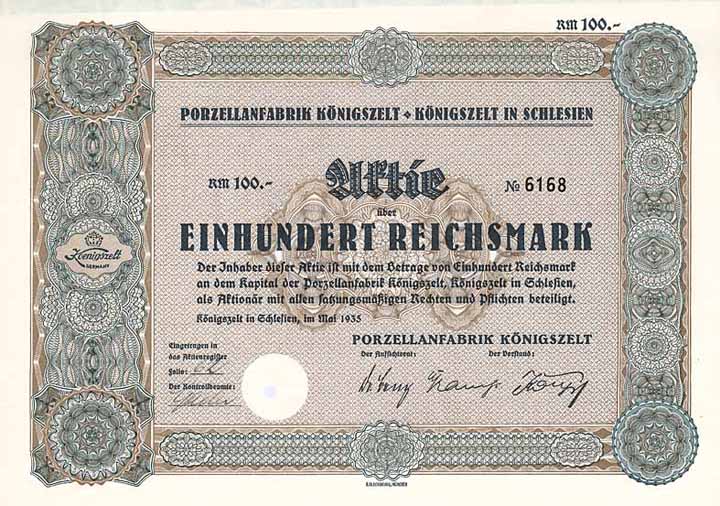 RM 100.-
PORZELLANFABRIK KÖNIGSZELT + KÖNIGSZELT IN SCHLESIEN
RM 100.- Aktie № 6168
über
EINHUNDERT REICHSMARK
Der Inhaber dieser Aktie ist mit dem Betrage von Einhundert Reichsmark
an dem Kapital der Porzellanfabrik Königszelt, Königszelt in Schlesien,
als Aktionär mit allen satzungsmäßigen Rechten und Pflichten beteiligt.
Königszelt in Schlesien, im Mai 1935
PORZELLANFABRIK KÖNIGSZELT
Der Aufsichtsrat: Der Vorstand:
Eingetragen in
das Aktienregister
Folio:
Der Kontrollbeamte:
Koenigszelt
GERMANY